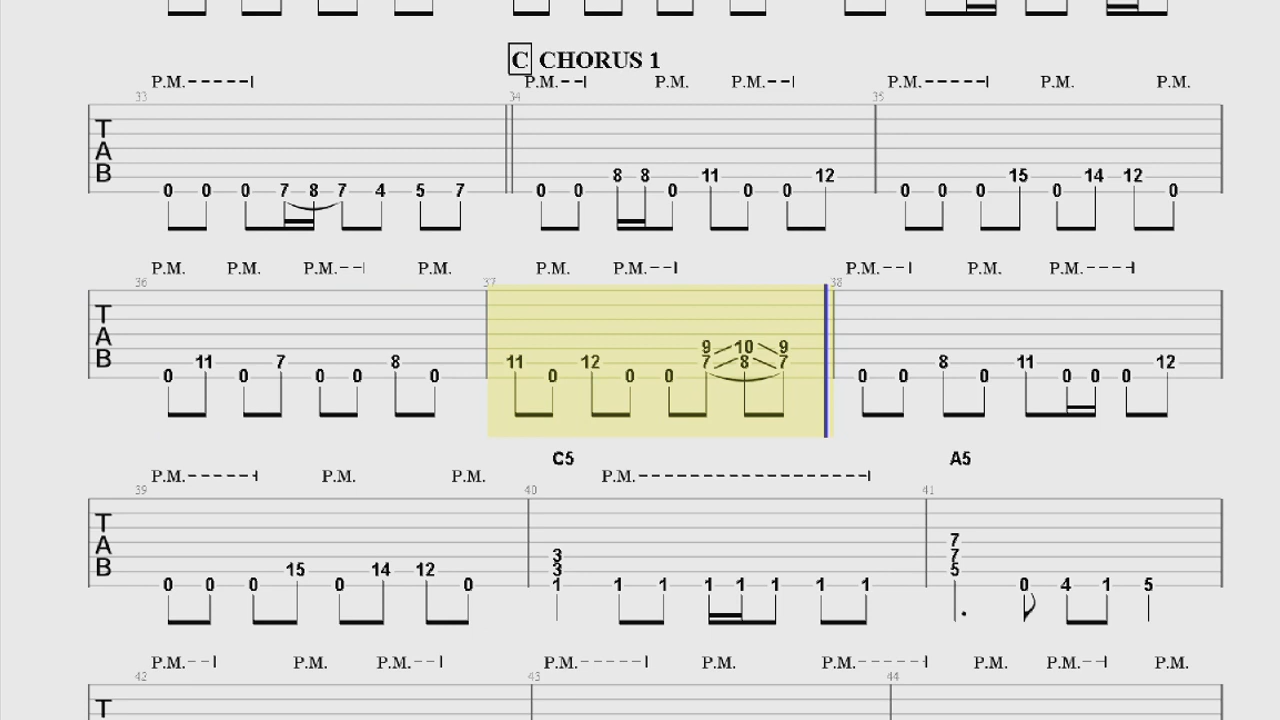 C CHORUS 1
P.M. P.M. P.M. P.M. P.M. P.M. P.M.
33 34 35
T
A
B
8 8 11 12 15 14 12
0 0 0 7 8 7 4 5 7 0 0 0 0 0 0 0 0 0 0
P.M. P.M. P.M. P.M. P.M. P.M. P.M. P.M. P.M.
36 37 38
T
A
B
9 10 9
11 7 8 11 12 7 8 7 8 11 12
0 0 0 0 0 0 0 0 0 0 0 0 0 0
C5 A5
P.M. P.M. P.M. P.M.
39 40 41
T
A
B
7
3 7
15 14 12 3 5
0 0 0 0 0 1 1 1 1 1 1 1 1 0 4 1 5
P.M. P.M. P.M. P.M. P.M. P.M. P.M. P.M. P.M.
42 43 44
T